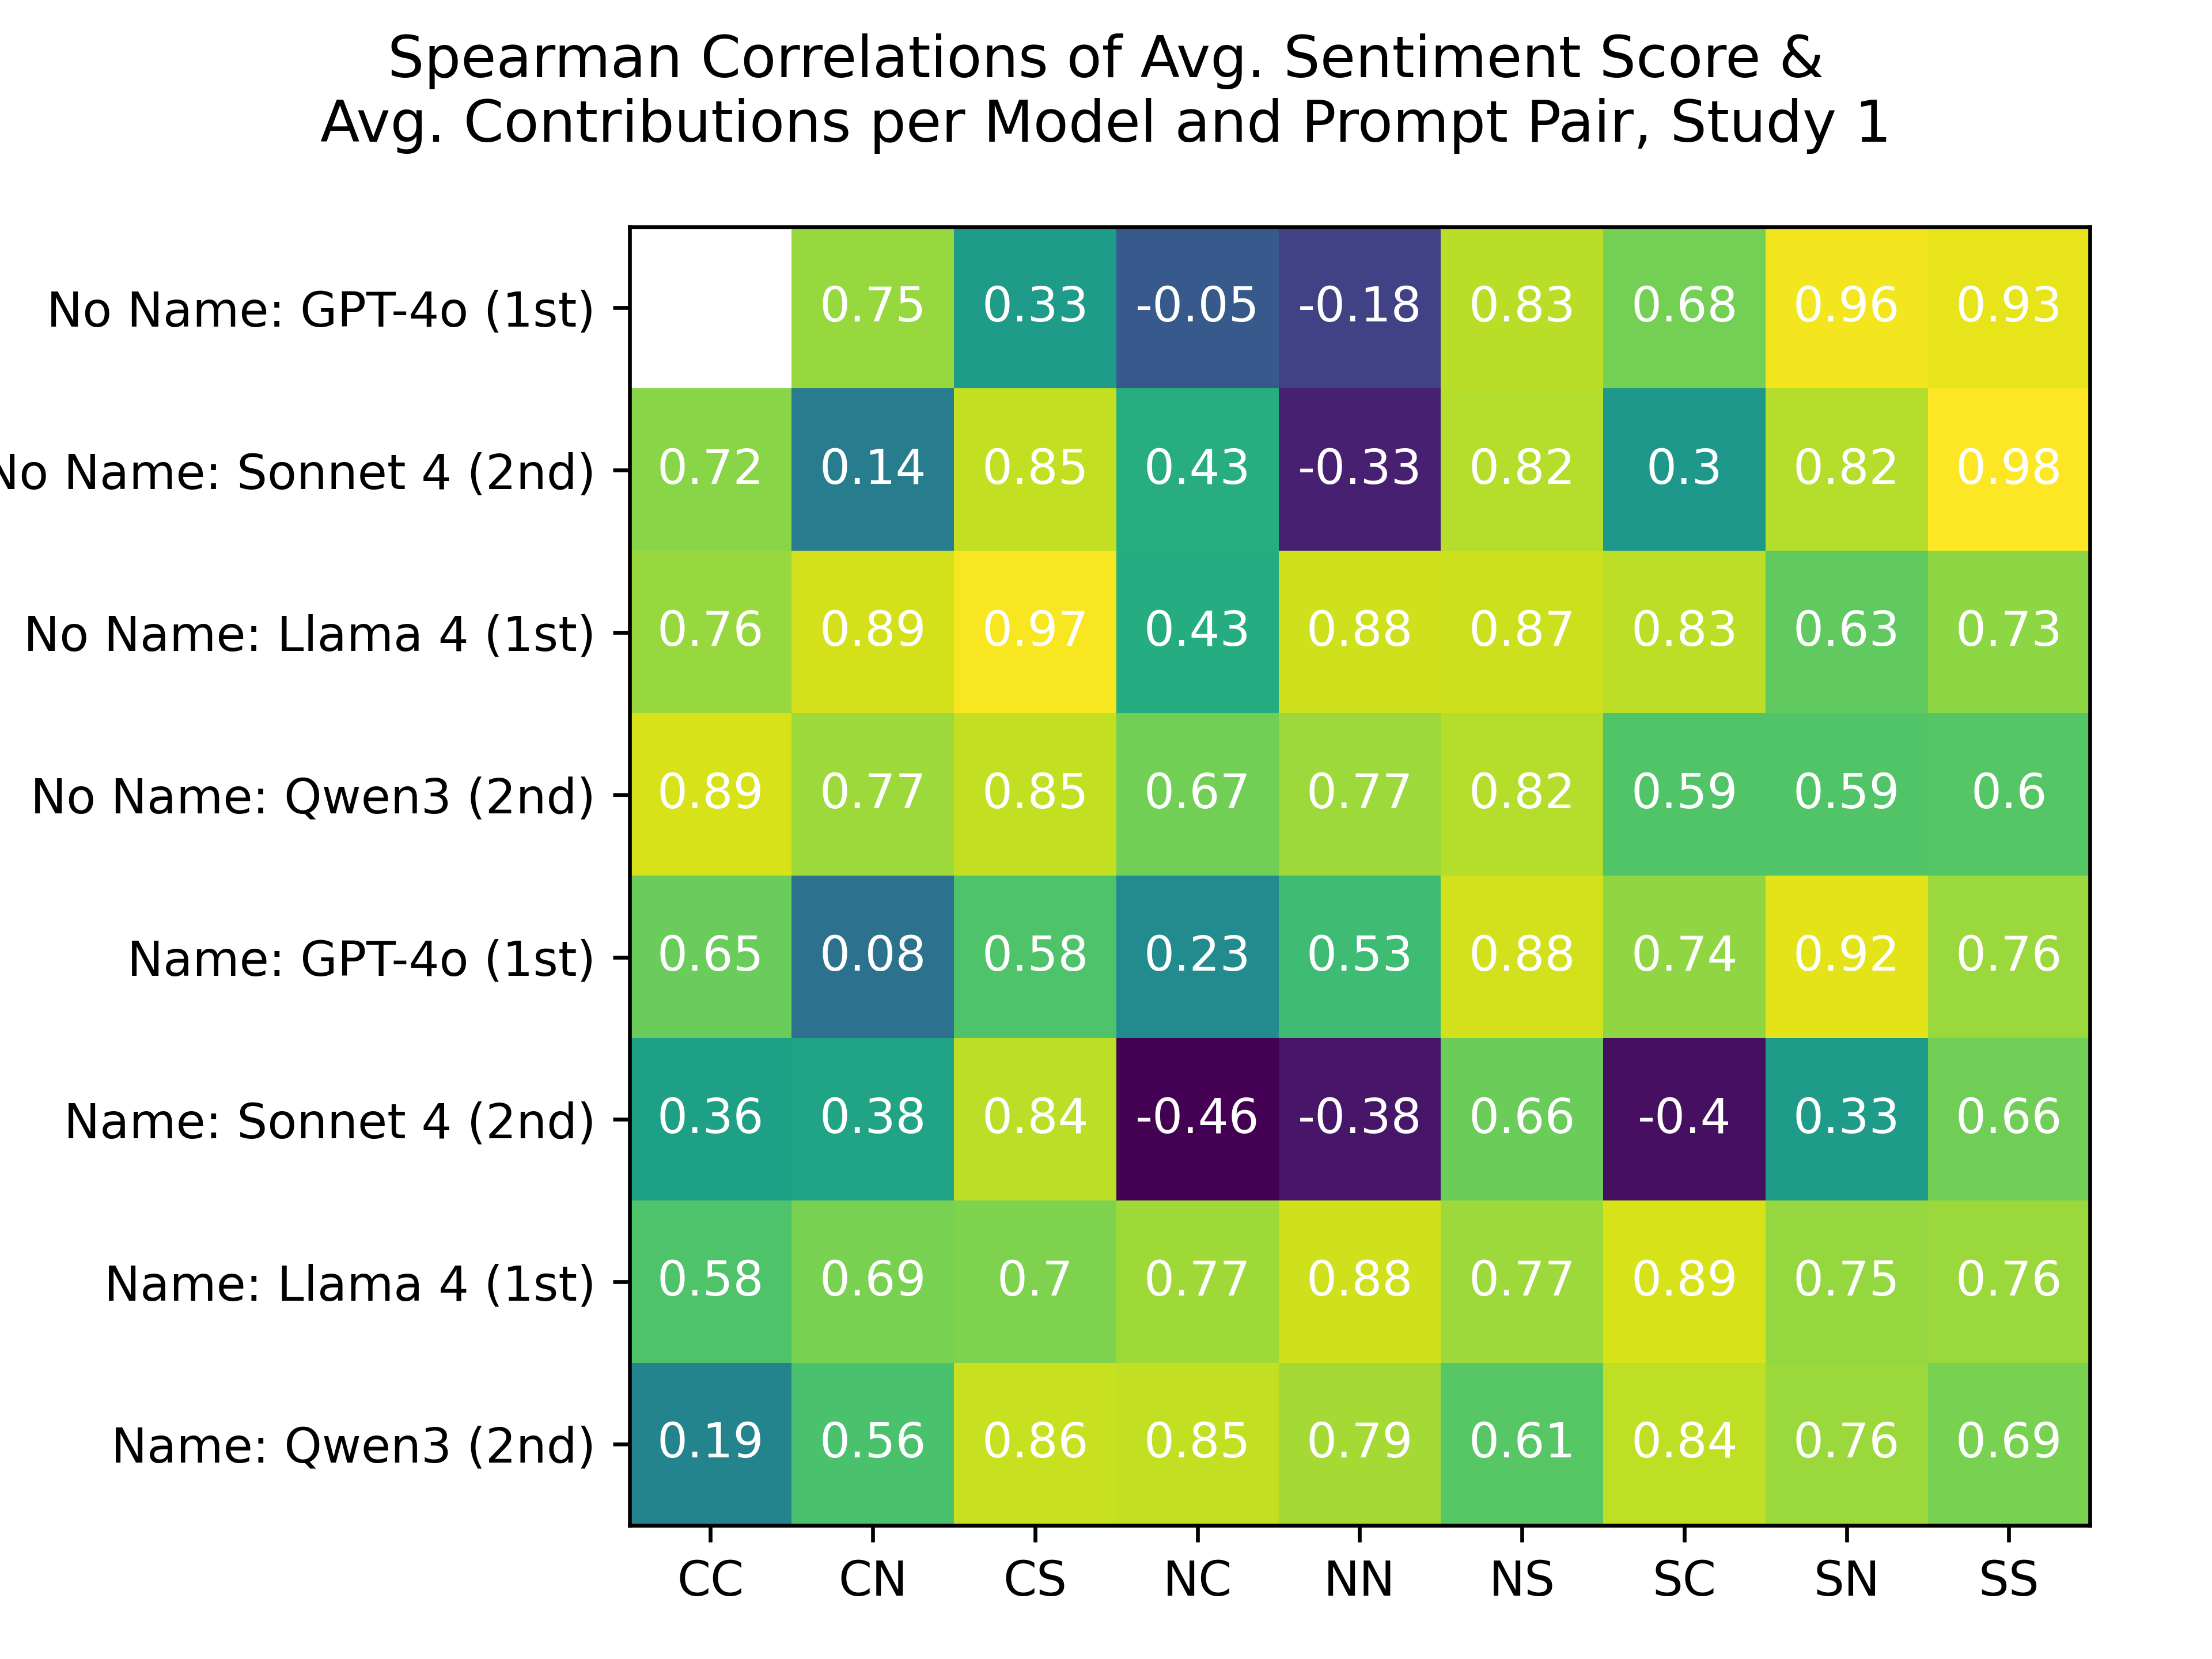 Spearman Correlations of Avg. Sentiment Score &
Avg. Contributions per Model and Prompt Pair, Study 1
No Name: GPT-4o (1st) 0.75 0.33 -0.05 -0.18 0.83 0.68 0.96 0.93
No Name: Sonnet 4 (2nd) 0.72 0.14 0.85 0.43 -0.33 0.82 0.3 0.82 0.98
No Name: Llama 4 (1st) 0.76 0.89 0.97 0.43 0.88 0.87 0.83 0.63 0.73
No Name: Qwen3 (2nd) 0.89 0.77 0.85 0.67 0.77 0.82 0.59 0.59 0.6
Name: GPT-4o (1st) 0.65 0.08 0.58 0.23 0.53 0.88 0.74 0.92 0.76
Name: Sonnet 4 (2nd) 0.36 0.38 0.84 -0.46 -0.38 0.66 -0.4 0.33 0.66
Name: Llama 4 (1st) 0.58 0.69 0.7 0.77 0.88 0.77 0.89 0.75 0.76
Name: Qwen3 (2nd) 0.19 0.56 0.86 0.85 0.79 0.61 0.84 0.76 0.69
CC CN CS NC NN NS SC SN SS